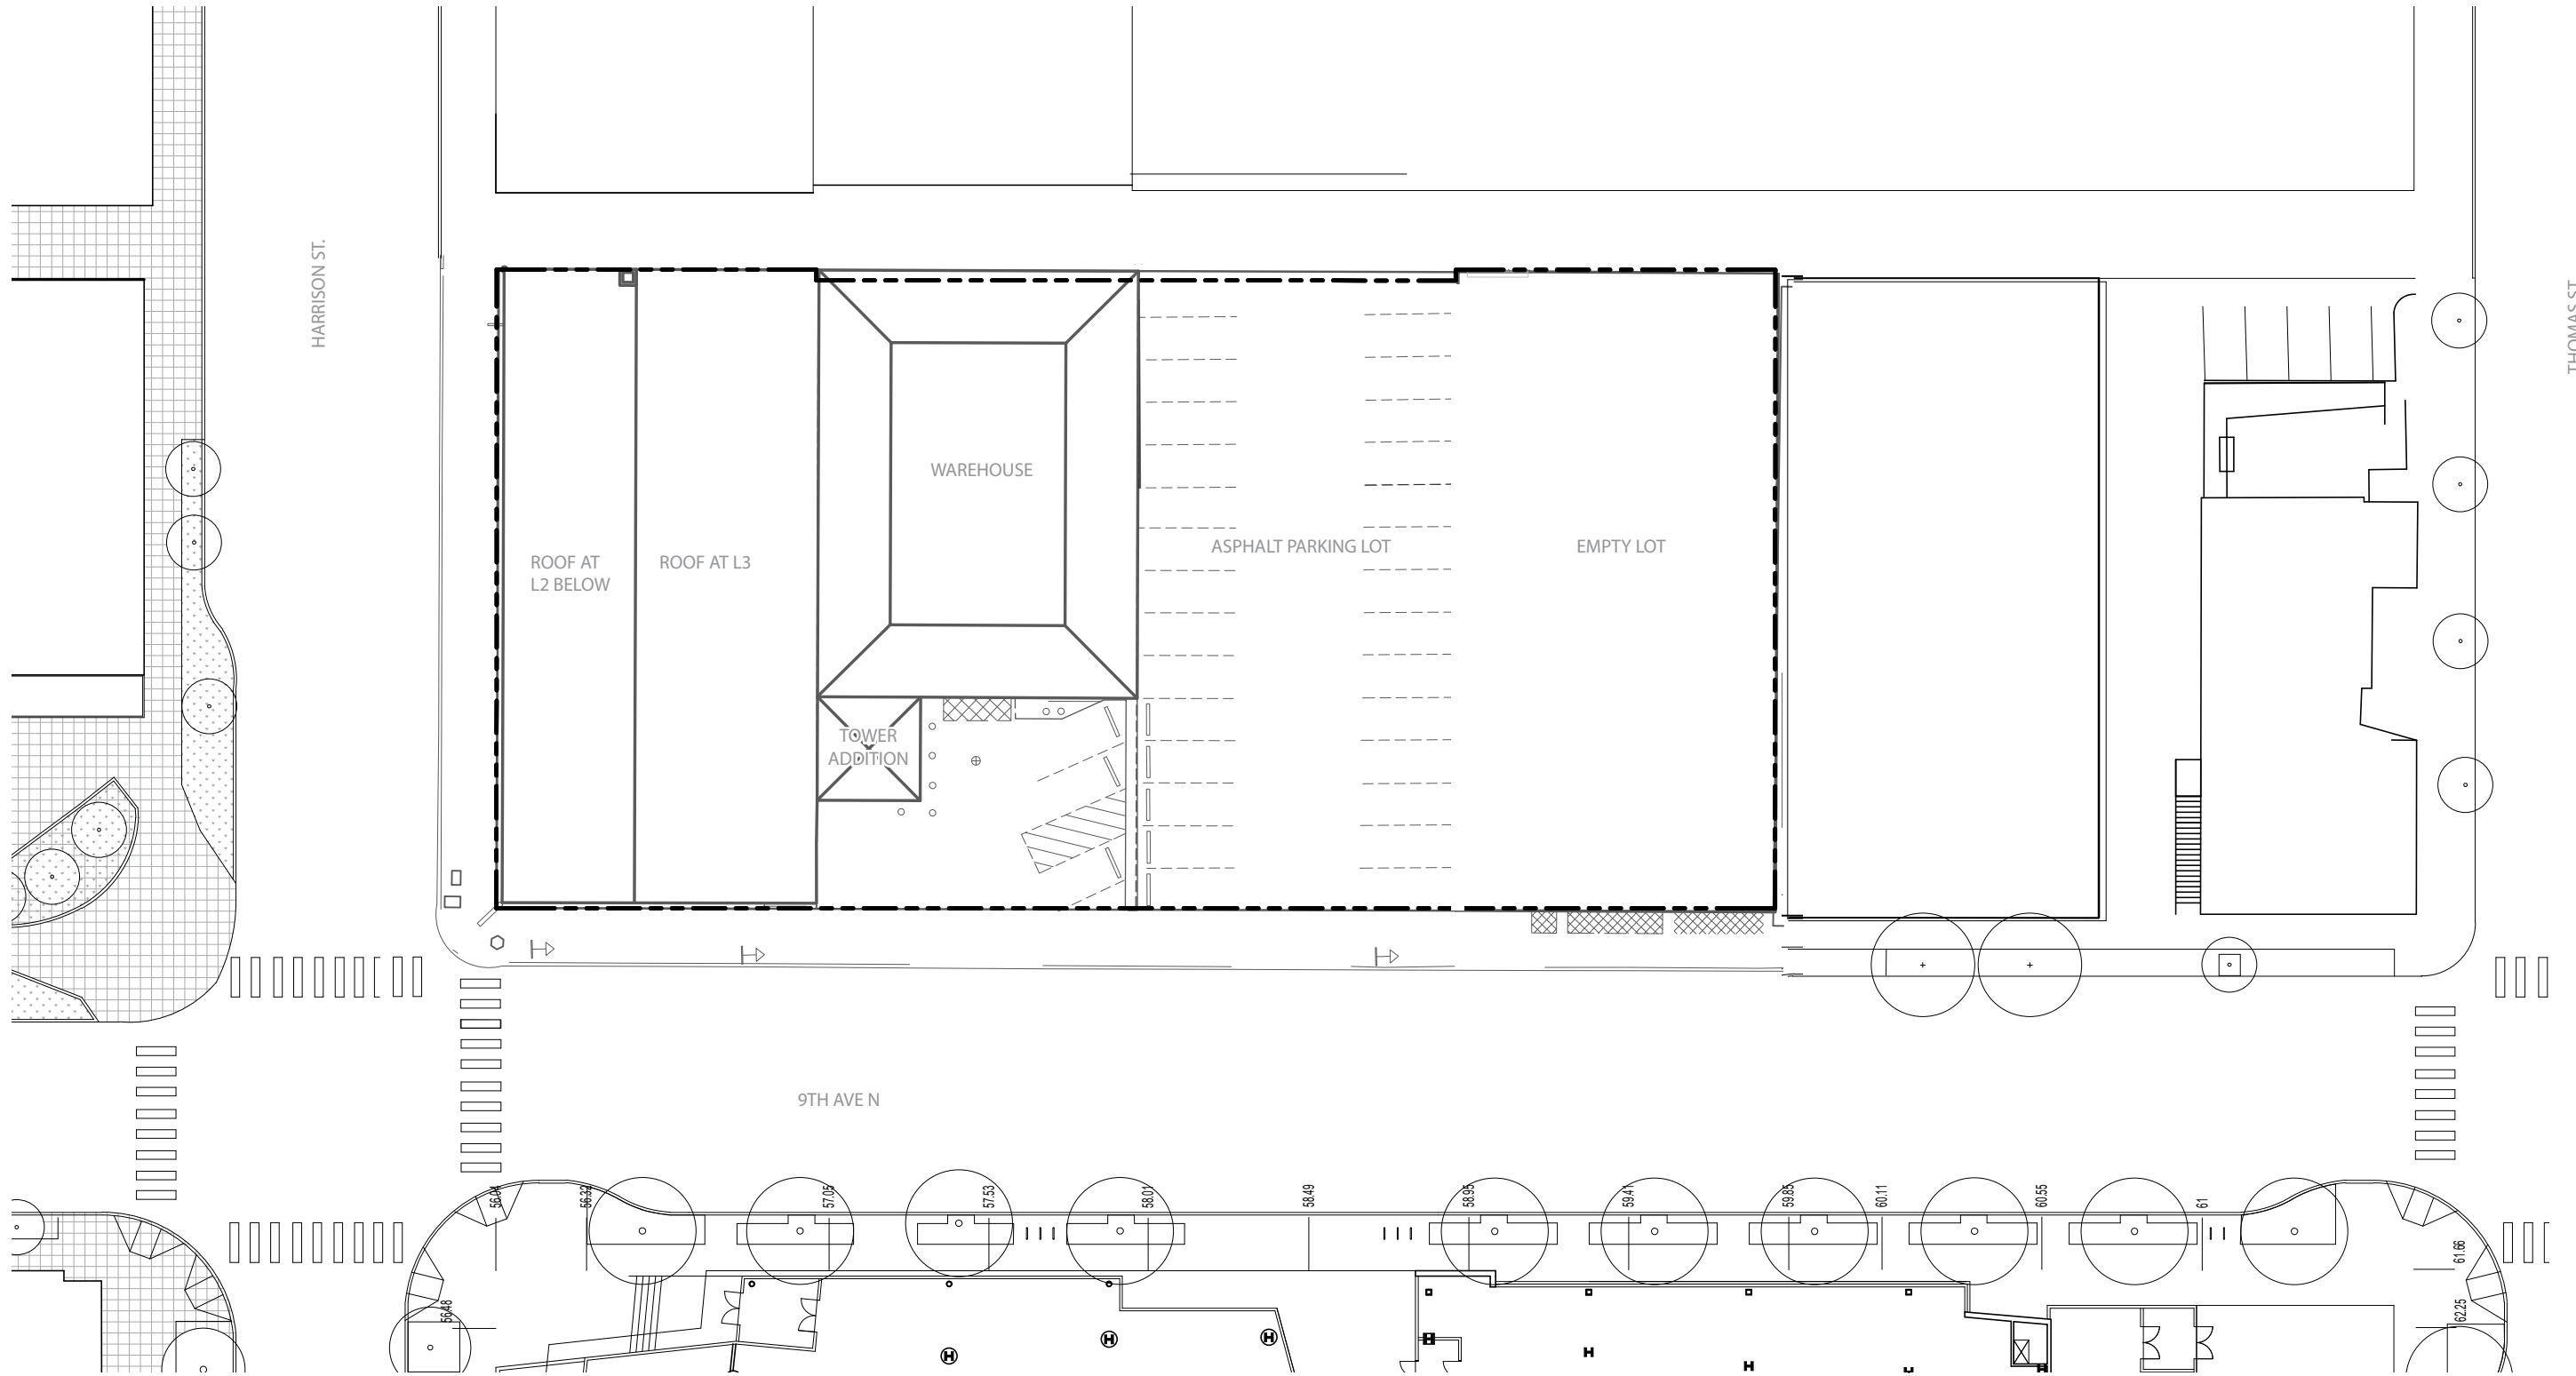 HARRISON ST.
THOMAS ST.
WAREHOUSE
ROOF AT
L2 BELOW
ROOF AT L3
ASPHALT PARKING LOT
EMPTY LOT
TOWER
ADDITION
9TH AVE N
56.04
56.32
57.05
57.53
58.01
58.49
58.95
59.41
59.85
60.11
60.55
61
61.66
62.25
56.48